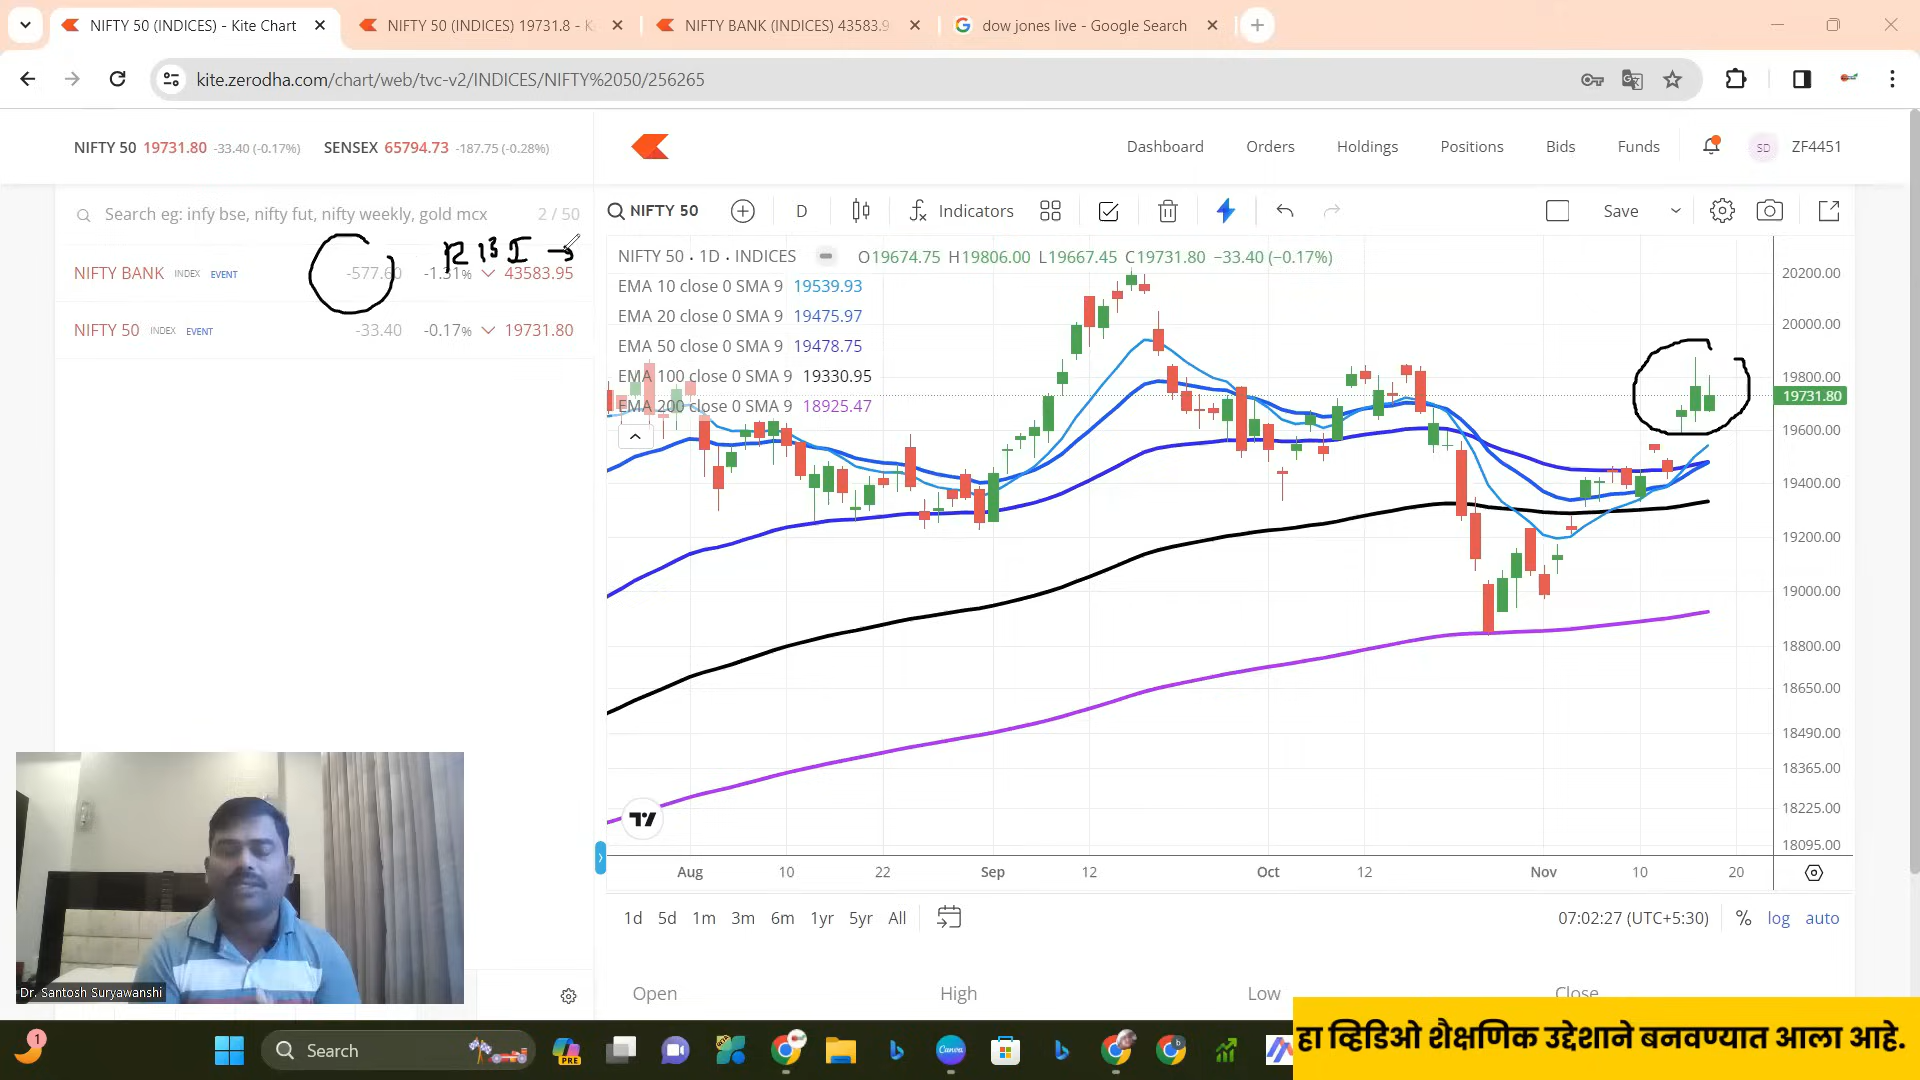 NIFTY 50 (INDICES) - Kite Chart
NIFTY 50 (INDICES) 19731.8 - K
NIFTY BANK (INDICES) 43583.9
dow jones live - Google Search
kite.zerodha.com/chart/web/tvc-v2/INDICES/NIFTY%2050/256265
NIFTY 50 19731.80 -33.40 (-0.17%) SENSEX 65794.73 -187.75 (-0.28%)
Dashboard Orders Holdings Positions Bids Funds SD ZF4451
Search eg: infy bse, nifty fut, nifty weekly, gold mcx 2 / 50
NIFTY 50 D Indicators Save
RBI →
NIFTY BANK INDEX EVENT -577.60 -1.31% 43583.95
NIFTY 50 INDEX EVENT -33.40 -0.17% 19731.80
NIFTY 50 · 1D · INDICES O19674.75 H19806.00 L19667.45 C19731.80 −33.40 (−0.17%)
EMA 10 close 0 SMA 9 19539.93
EMA 20 close 0 SMA 9 19475.97
EMA 50 close 0 SMA 9 19478.75
EMA 100 close 0 SMA 9 19330.95
EMA 200 close 0 SMA 9 18925.47
20200.00
20000.00
19800.00
19731.80
19600.00
19400.00
19200.00
19000.00
18800.00
18650.00
18490.00
18365.00
18225.00
18095.00
Aug 10 22 Sep 12 Oct 12 Nov 10 20
1d 5d 1m 3m 6m 1yr 5yr All 07:02:27 (UTC+5:30) % log auto
Open High Low Close
Dr. Santosh Suryawanshi
हा व्हिडिओ शैक्षणिक उद्देशाने बनवण्यात आला आहे.
1 Search PRE Canva